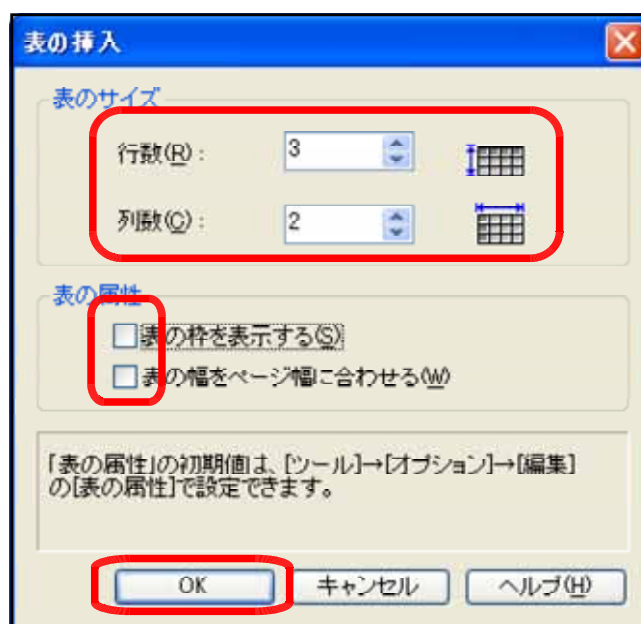 表の挿入
表のサイズ
行数(R):
3
列数(C):
2
表の属性
表の枠を表示する(S)
表の幅をページ幅に合わせる(W)
「表の属性」の初期値は、[ツール]→[オプション]→[編集]
の[表の属性]で設定できます。
OK
キャンセル
ヘルプ(H)